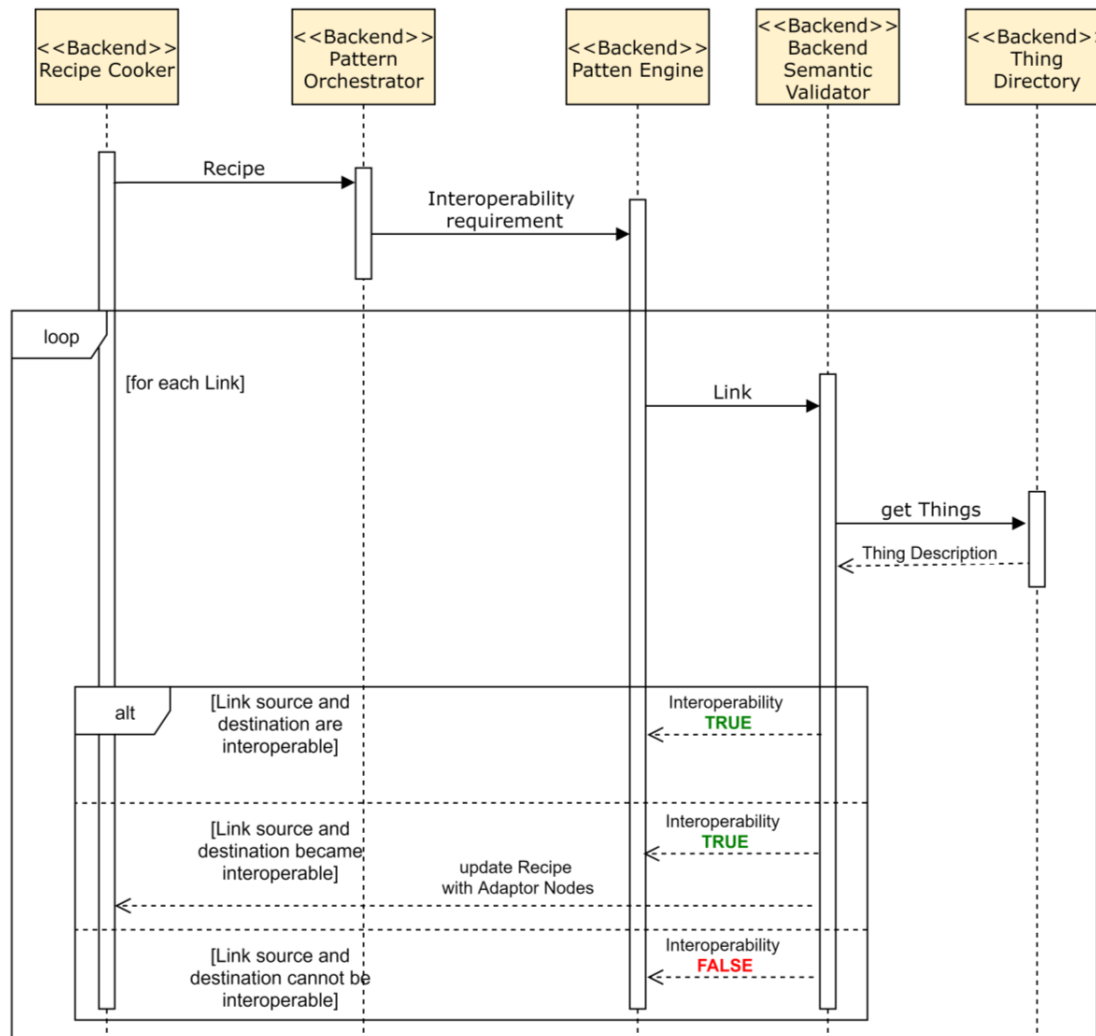 <<Backend>>
Recipe Cooker
<<Backend>>
Pattern
Orchestrator
<<Backend>>
Patten Engine
<<Backend>>
Backend
Semantic
Validator
<<Backend>>
Thing
Directory
Recipe
Interoperability
requirement
loop
[for each Link]
Link
get Things
Thing Description
alt
[Link source and
destination are
interoperable]
Interoperability
TRUE
[Link source and
destination became
interoperable]
Interoperability
TRUE
update Recipe
with Adaptor Nodes
[Link source and
destination cannot be
interoperable]
Interoperability
FALSE